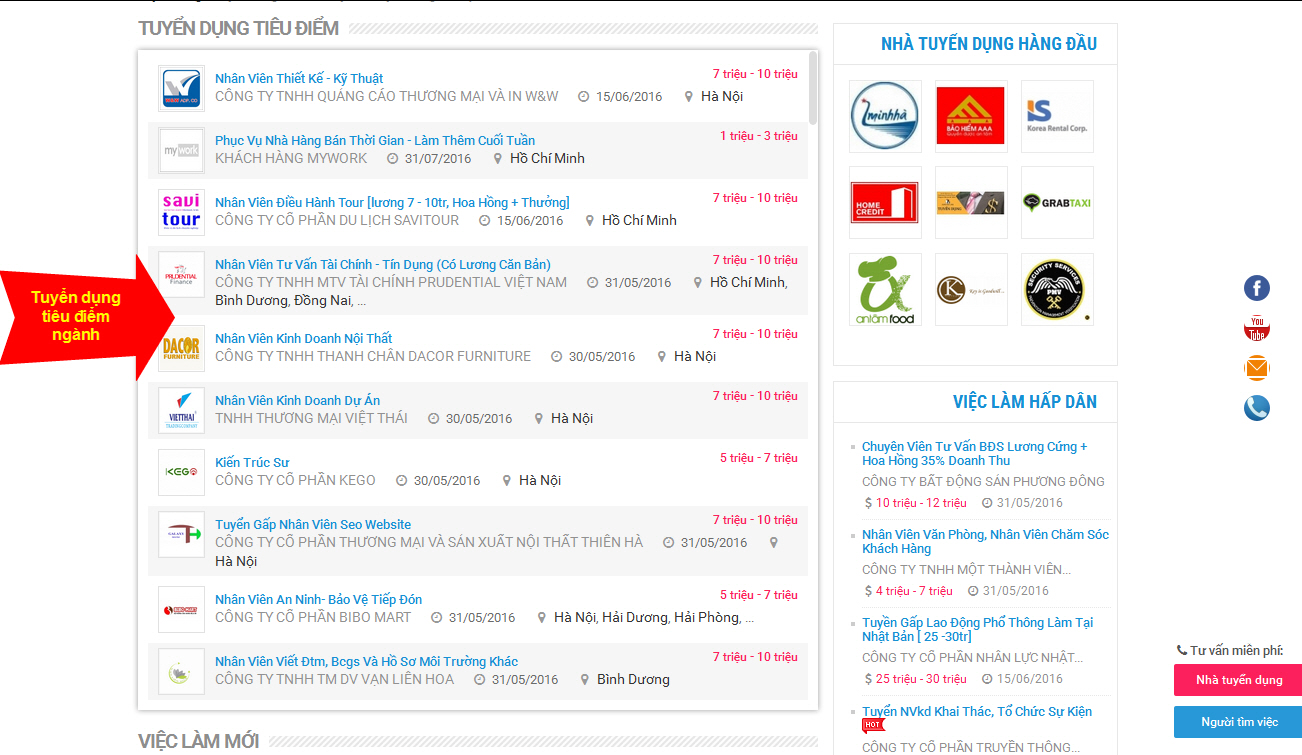 TUYỂN DỤNG TIÊU ĐIỂM
Nhân Viên Thiết Kế - Kỹ Thuật
7 triệu - 10 triệu
CÔNG TY TNHH QUẢNG CÁO THƯƠNG MẠI VÀ IN W&W 15/06/2016 Hà Nội
mywork
Phục Vụ Nhà Hàng Bán Thời Gian - Làm Thêm Cuối Tuần
1 triệu - 3 triệu
KHÁCH HÀNG MYWORK 31/07/2016 Hồ Chí Minh
savi
tour
Nhân Viên Điều Hành Tour [lương 7 - 10tr, Hoa Hồng + Thưởng]
7 triệu - 10 triệu
CÔNG TY CỔ PHẦN DU LỊCH SAVITOUR 15/06/2016 Hồ Chí Minh
PRUDENTIAL
Finance
Nhân Viên Tư Vấn Tài Chính - Tín Dụng (Có Lương Căn Bản)
7 triệu - 10 triệu
CÔNG TY TNHH MTV TÀI CHÍNH PRUDENTIAL VIỆT NAM 31/05/2016 Hồ Chí Minh,
Bình Dương, Đồng Nai, ...
Tuyển dụng
tiêu điểm
ngành
DACOR
FURNITURE
Nhân Viên Kinh Doanh Nội Thất
7 triệu - 10 triệu
CÔNG TY TNHH THANH CHÂN DACOR FURNITURE 30/05/2016 Hà Nội
VIETTHAI
Nhân Viên Kinh Doanh Dự Án
7 triệu - 10 triệu
TNHH THƯƠNG MẠI VIỆT THÁI 30/05/2016 Hà Nội
KEGO
Kiến Trúc Sư
5 triệu - 7 triệu
CÔNG TY CỔ PHẦN KEGO 30/05/2016 Hà Nội
Tuyển Gấp Nhân Viên Seo Website
7 triệu - 10 triệu
CÔNG TY CỔ PHẦN THƯƠNG MẠI VÀ SẢN XUẤT NỘI THẤT THIÊN HÀ 31/05/2016
Hà Nội
BIBO MART
Nhân Viên An Ninh- Bảo Vệ Tiếp Đón
5 triệu - 7 triệu
CÔNG TY CỔ PHẦN BIBO MART 31/05/2016 Hà Nội, Hải Dương, Hải Phòng, ...
Nhân Viên Viết Đtm, Bcgs Và Hồ Sơ Môi Trường Khác
7 triệu - 10 triệu
CÔNG TY TNHH TM DV VẠN LIÊN HOA 31/05/2016 Bình Dương
VIỆC LÀM MỚI
NHÀ TUYỂN DỤNG HÀNG ĐẦU
minhhà
BẢO HIỂM AAA
KS
Korea Rental Corp.
HOME
CREDIT
GRABTAXI
antâmfood
K
SECURITY SERVICES
PMV
VIỆC LÀM HẤP DẪN
Chuyên Viên Tư Vấn BĐS Lương Cứng +
Hoa Hồng 35% Doanh Thu
CÔNG TY BẤT ĐỘNG SẢN PHƯƠNG ĐÔNG
$ 10 triệu - 12 triệu 31/05/2016
Nhân Viên Văn Phòng, Nhân Viên Chăm Sóc
Khách Hàng
CÔNG TY TNHH MỘT THÀNH VIÊN...
$ 4 triệu - 7 triệu 31/05/2016
Tuyển Gấp Lao Động Phổ Thông Làm Tại
Nhật Bản [ 25 -30tr]
CÔNG TY CỔ PHẦN NHÂN LỰC NHẬT...
$ 25 triệu - 30 triệu 15/06/2016
Tuyển NVkd Khai Thác, Tổ Chức Sự Kiện
HOT
CÔNG TY CỔ PHẦN TRUYỀN THÔNG...
f
You
Tube
Tư vấn miễn phí:
Nhà tuyển dụng
Người tìm việc